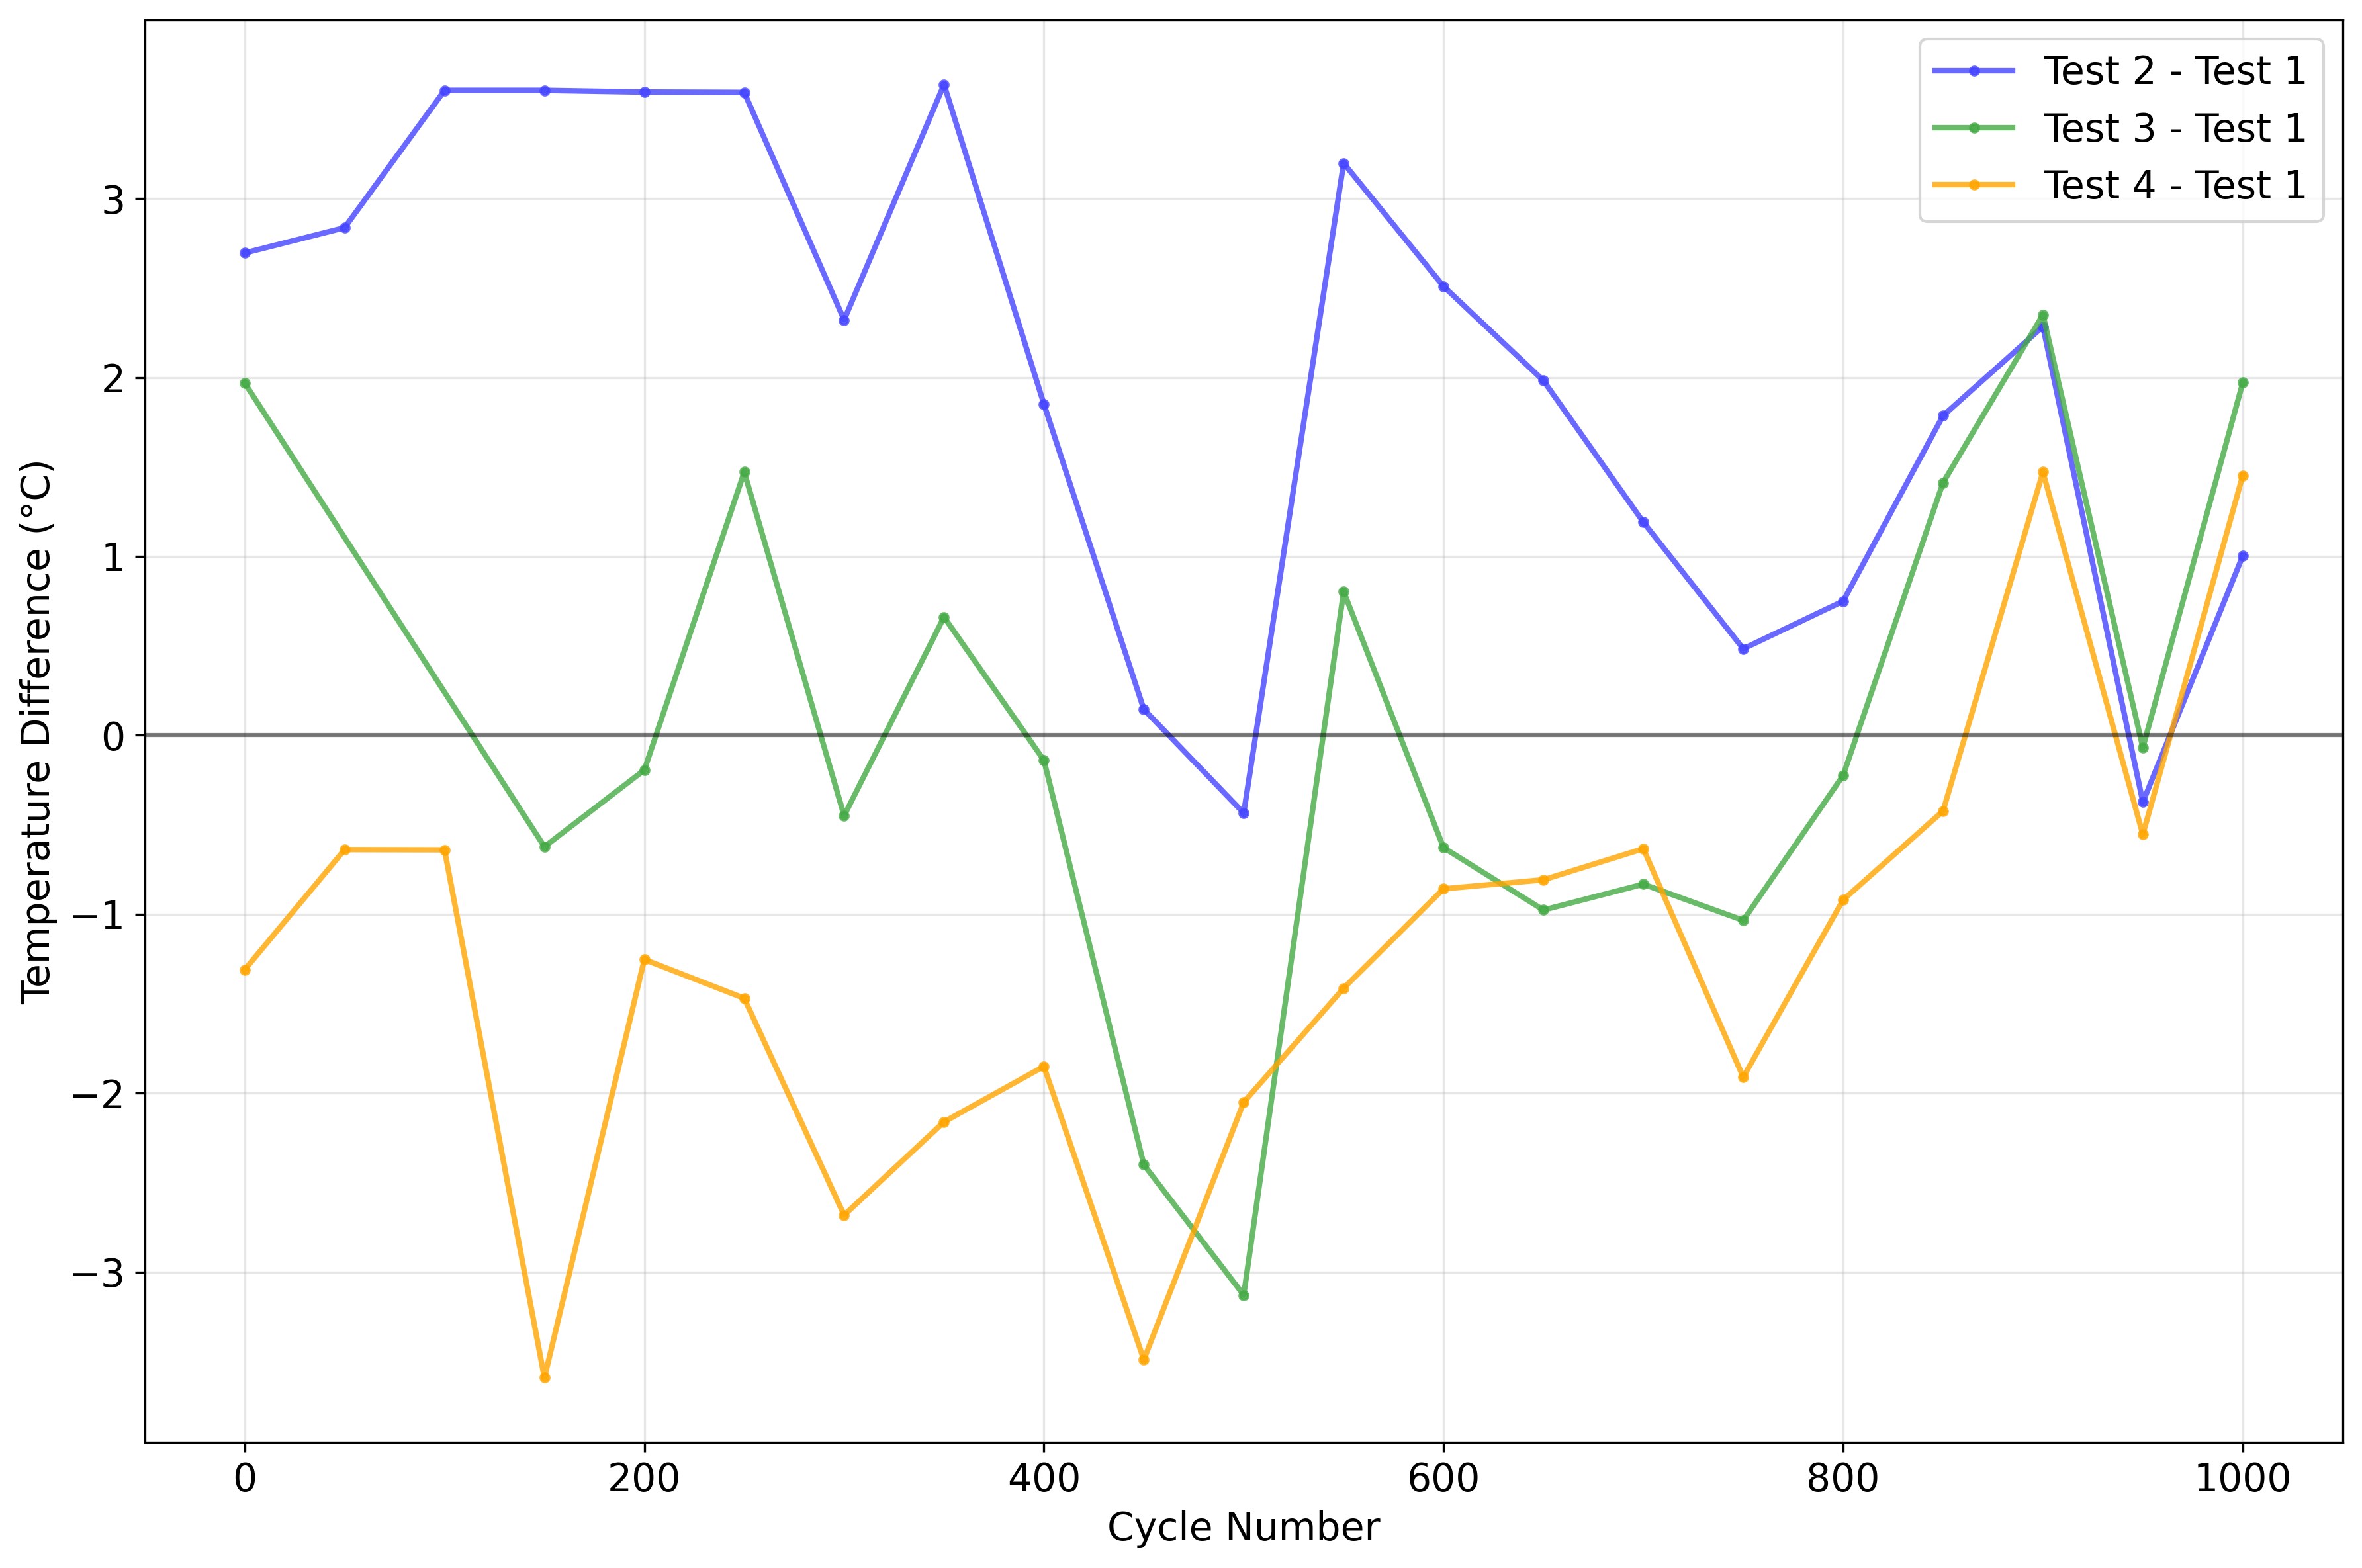 Test 2 - Test 1
Test 3 - Test 1
Test 4 - Test 1
Temperature Difference (°C)
3
2
1
0
−1
−2
−3
0 200 400 600 800 1000
Cycle Number